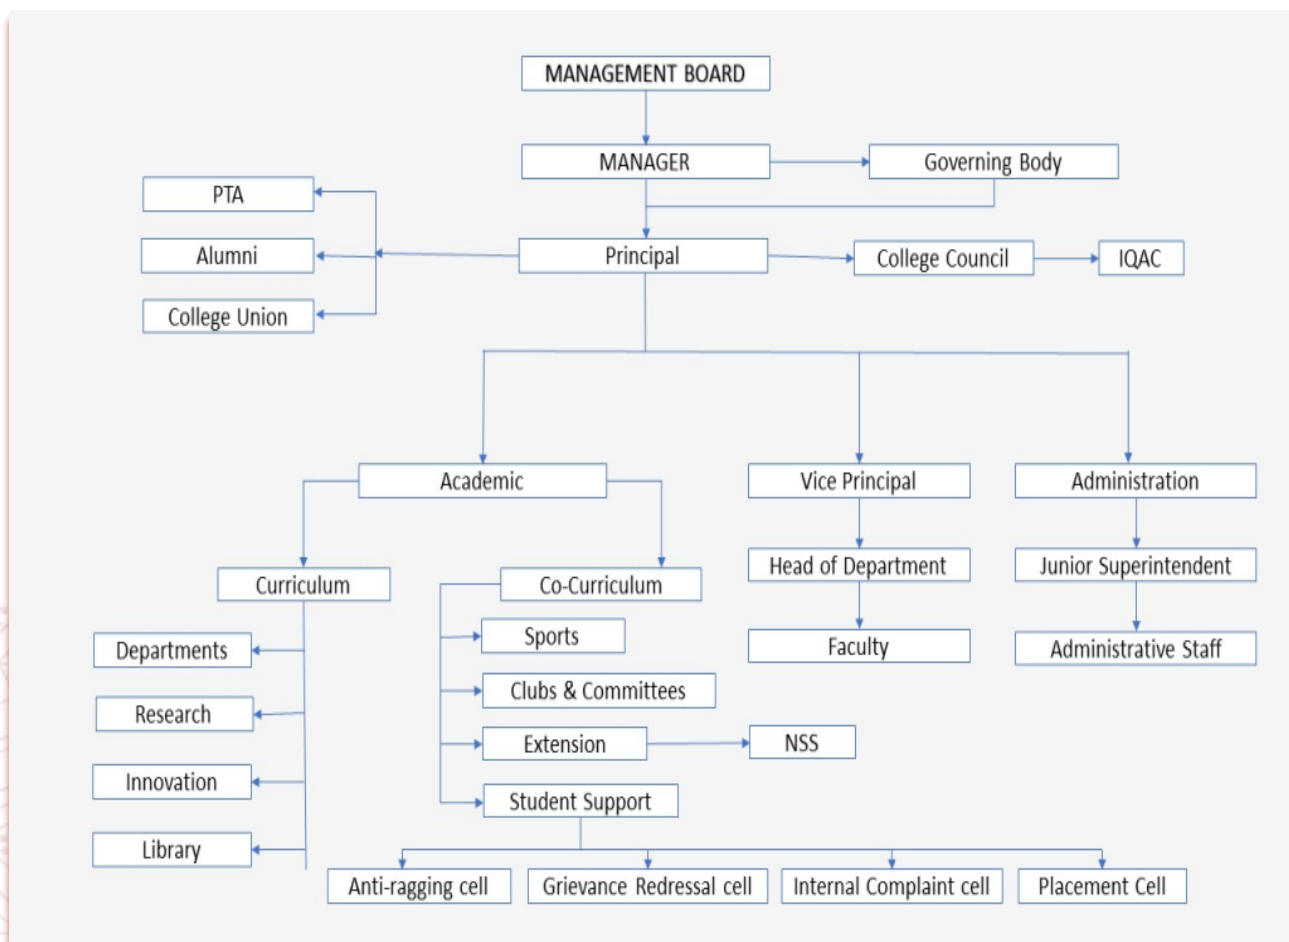 MANAGEMENT BOARD
MANAGER
Governing Body
PTA
Alumni
College Union
Principal
College Council
IQAC
Academic
Vice Principal
Administration
Curriculum
Co-Curriculum
Head of Department
Junior Superintendent
Departments
Sports
Faculty
Administrative Staff
Research
Clubs & Committees
Extension
NSS
Innovation
Student Support
Library
Anti-ragging cell
Grievance Redressal cell
Internal Complaint cell
Placement Cell